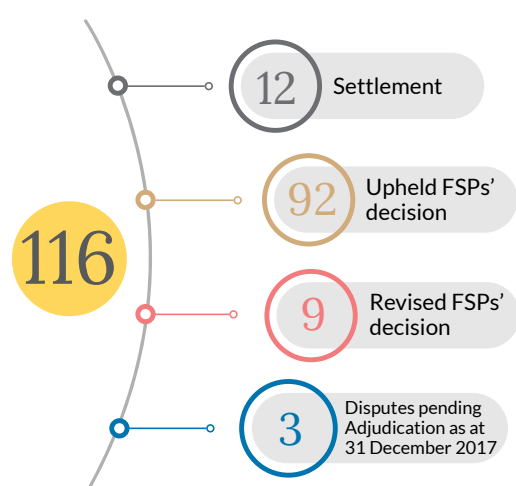 116
12
Settlement
92
Upheld FSPs’
decision
9
Revised FSPs’
decision
3
Disputes pending
Adjudication as at
31 December 2017